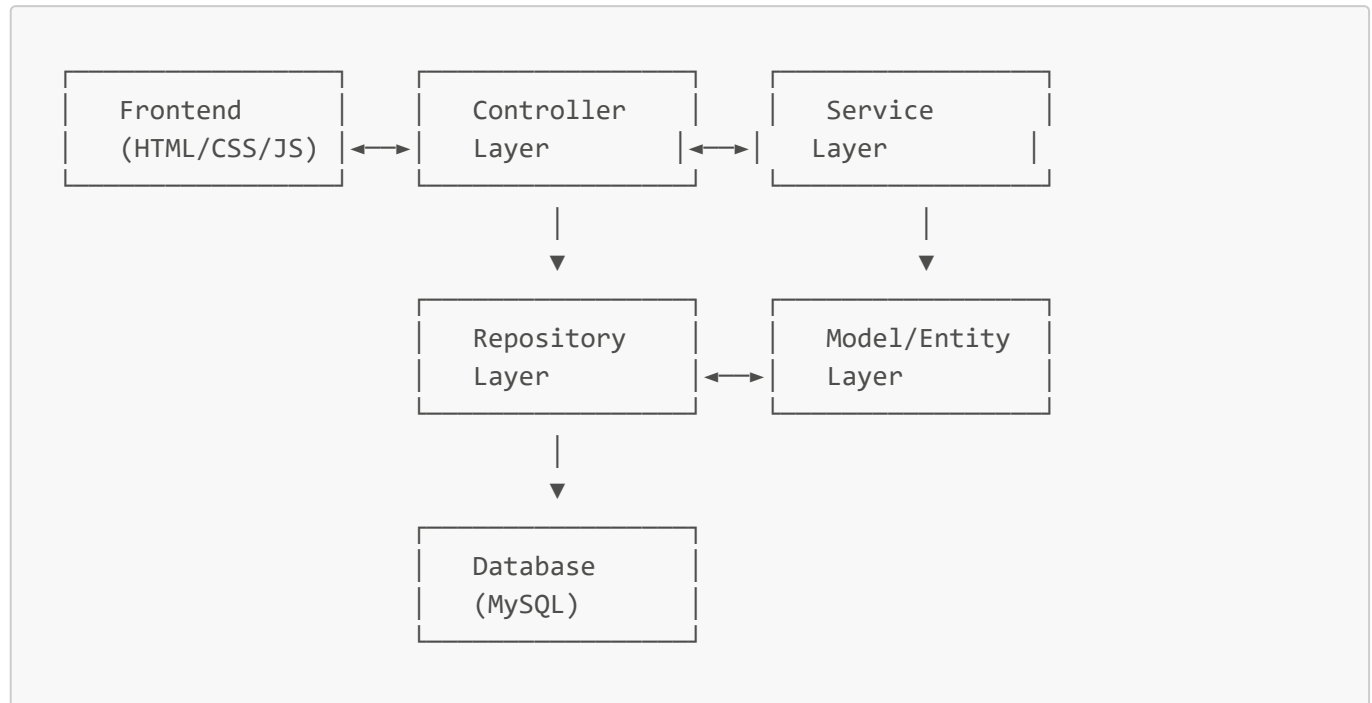 Frontend
(HTML/CSS/JS)
Controller
Layer
Service
Layer
Repository
Layer
Model/Entity
Layer
Database
(MySQL)